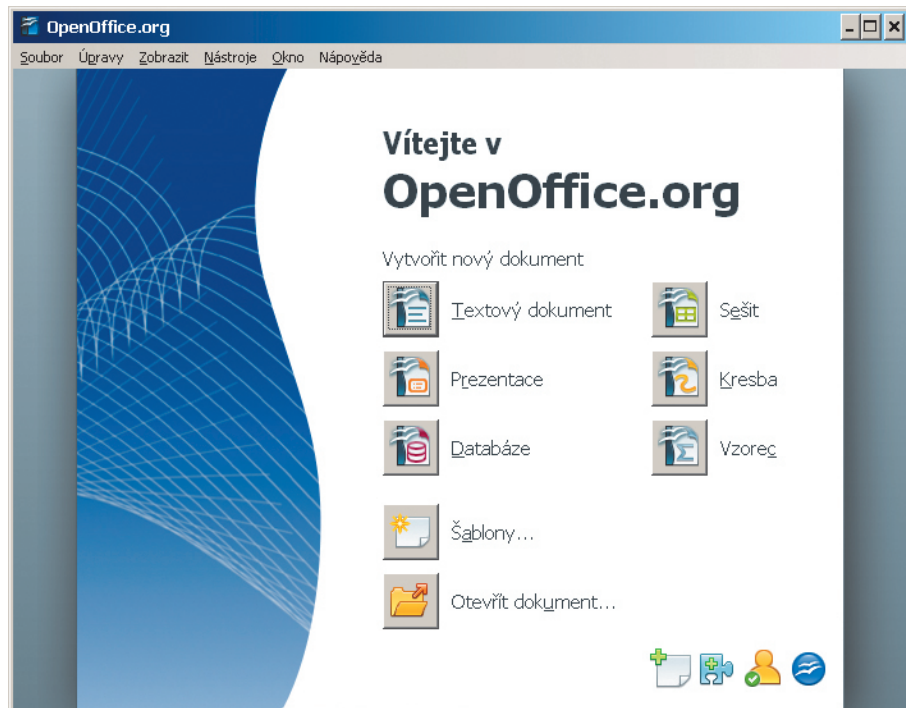 OpenOffice.org
Soubor Úpravy Zobrazit Nástroje Okno Nápověda
Vítejte v
OpenOffice.org
Vytvořit nový dokument
Textový dokument Sešit
Prezentace Kresba
Databáze Vzorec
Šablony...
Otevřít dokument...